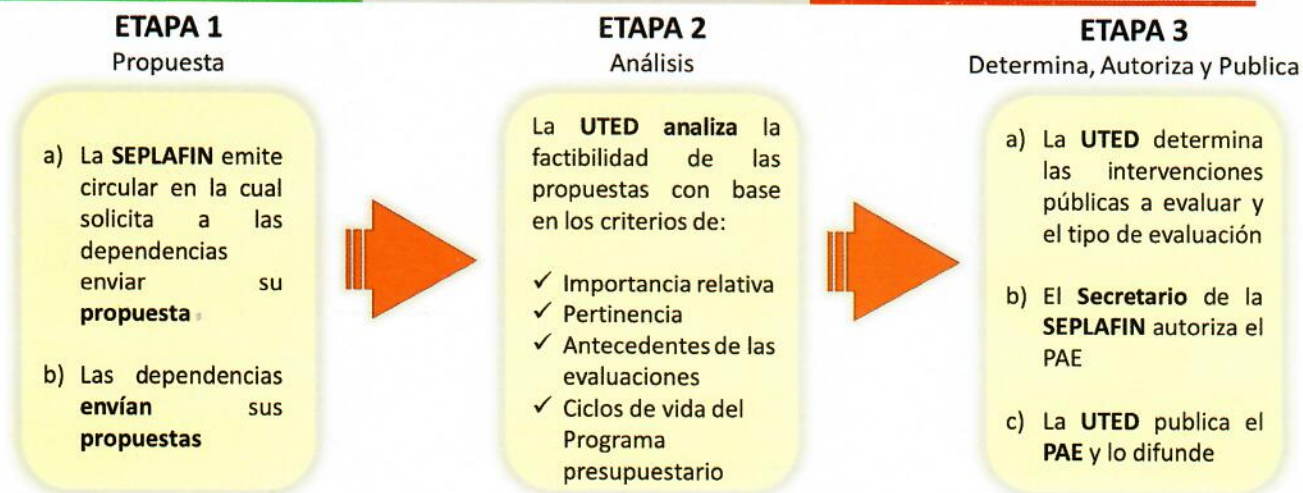 ETAPA 1
Propuesta
a) La SEPLAFIN emite
circular en la cual
solicita a las
dependencias
enviar su
propuesta
b) Las dependencias
envían sus
propuestas
ETAPA 2
Análisis
La UTED analiza la
factibilidad de las
propuestas con base
en los criterios de:
✓ Importancia relativa
✓ Pertinencia
✓ Antecedentes de las
evaluaciones
✓ Ciclos de vida del
Programa
presupuestario
ETAPA 3
Determina, Autoriza y Publica
a) La UTED determina
las intervenciones
públicas a evaluar y
el tipo de evaluación
b) El Secretario de la
SEPLAFIN autoriza el
PAE
c) La UTED publica el
PAE y lo difunde